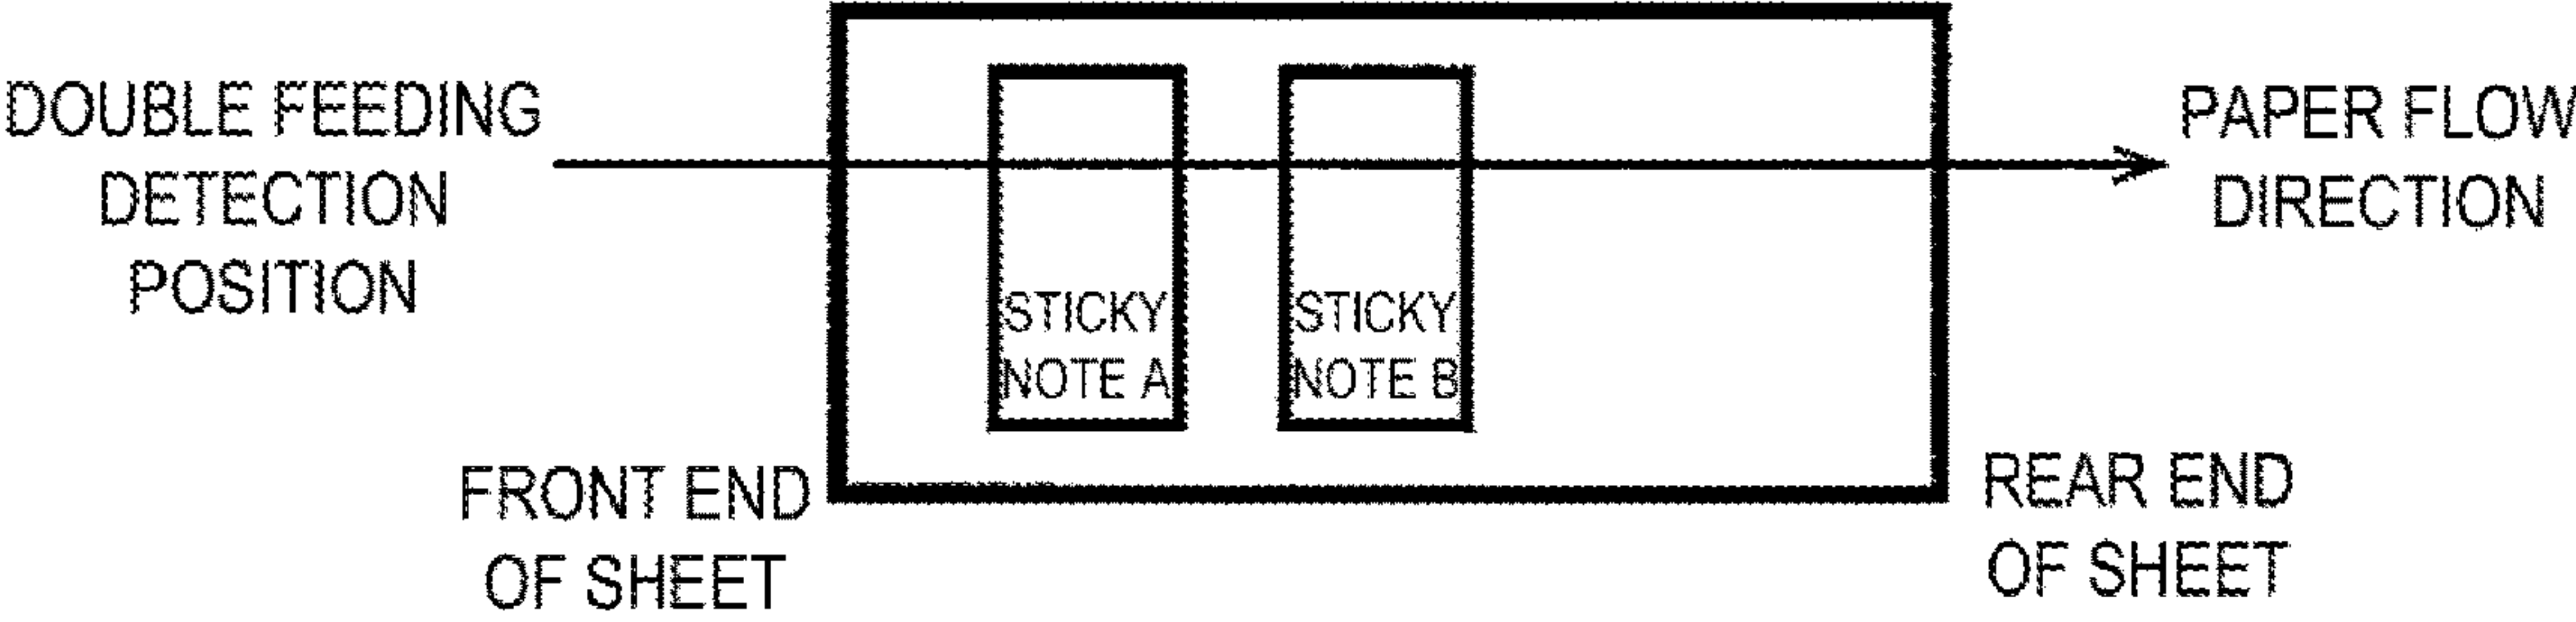 DOUBLE FEEDING
DETECTION
POSITION
PAPER FLOW
DIRECTION
STICKY
NOTE A
STICKY
NOTE B
FRONT END
OF SHEET
REAR END
OF SHEET